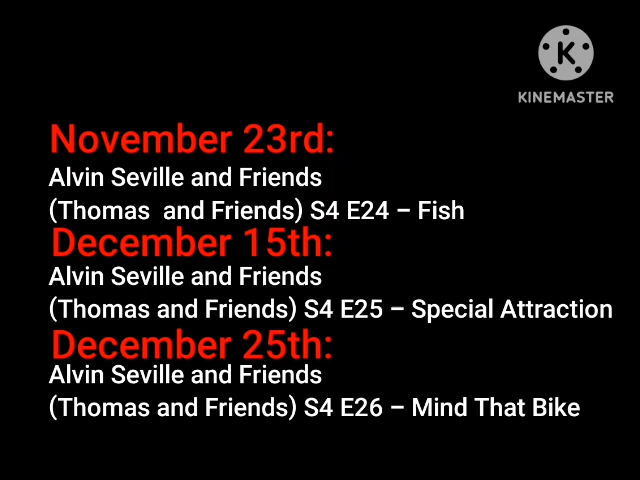 KINEMASTER
November 23rd:
Alvin Seville and Friends
(Thomas and Friends) S4 E24 – Fish
December 15th:
Alvin Seville and Friends
(Thomas and Friends) S4 E25 – Special Attraction
December 25th:
Alvin Seville and Friends
(Thomas and Friends) S4 E26 – Mind That Bike